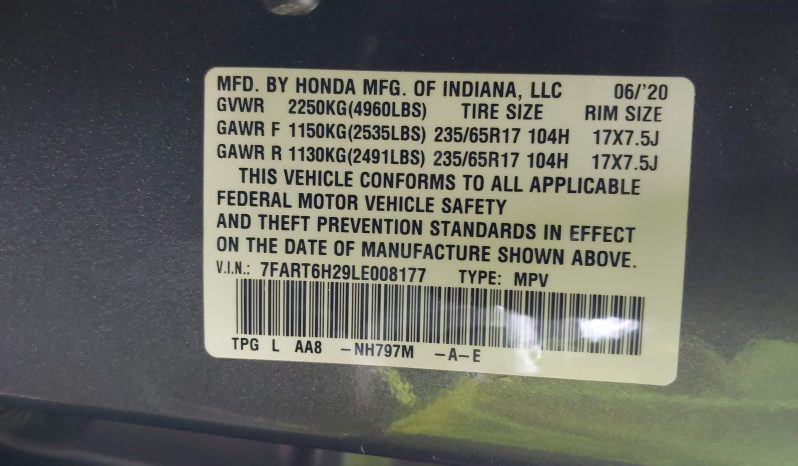 MFD. BY HONDA MFG. OF INDIANA, LLC 06/'20
GVWR 2250KG(4960LBS) TIRE SIZE RIM SIZE
GAWR F 1150KG(2535LBS) 235/65R17 104H 17X7.5J
GAWR R 1130KG(2491LBS) 235/65R17 104H 17X7.5J
THIS VEHICLE CONFORMS TO ALL APPLICABLE
FEDERAL MOTOR VEHICLE SAFETY
AND THEFT PREVENTION STANDARDS IN EFFECT
ON THE DATE OF MANUFACTURE SHOWN ABOVE.
V.I.N.: 7FART6H29LE008177 TYPE: MPV
TPG L AA8 -NH797M -A-E